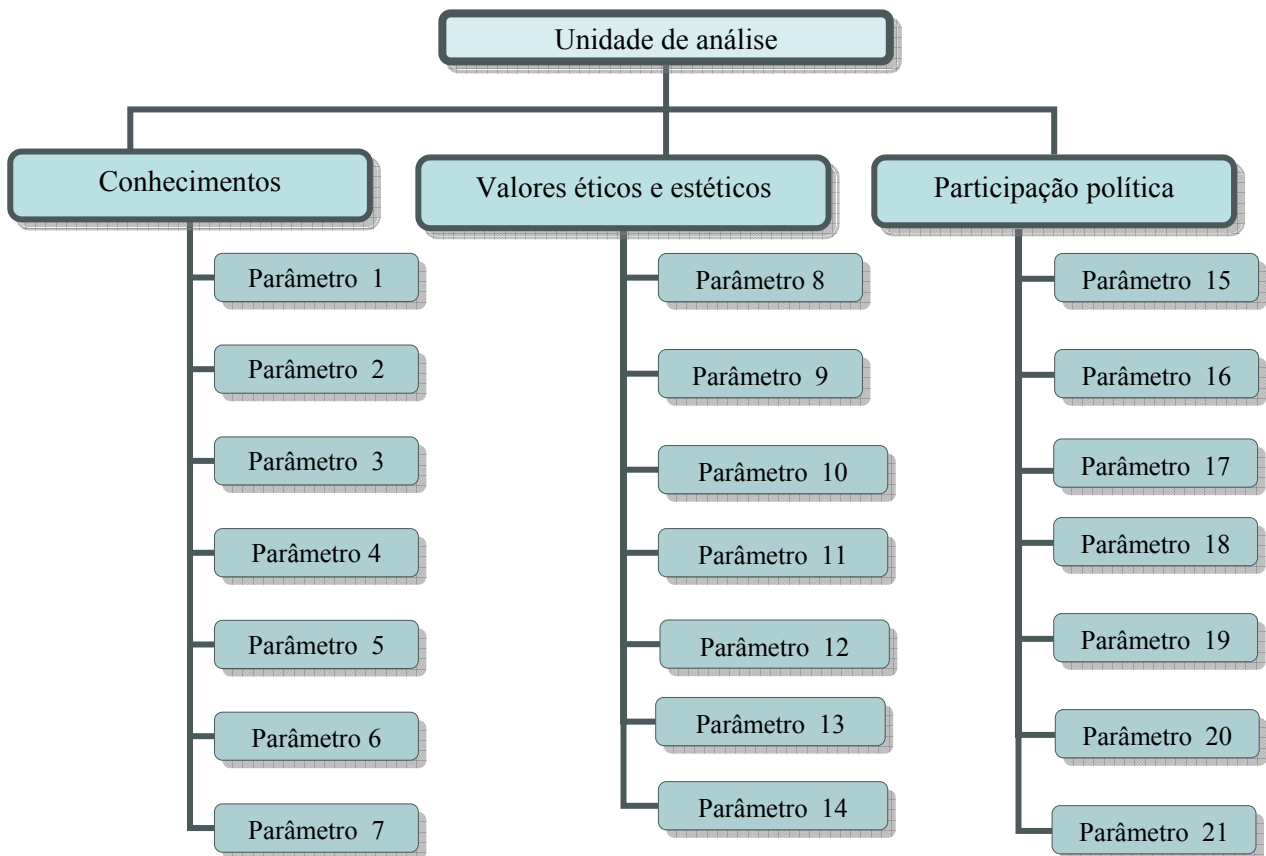 Unidade de análise
Conhecimentos
Parâmetro 1
Parâmetro 2
Parâmetro 3
Parâmetro 4
Parâmetro 5
Parâmetro 6
Parâmetro 7
Valores éticos e estéticos
Parâmetro 8
Parâmetro 9
Parâmetro 10
Parâmetro 11
Parâmetro 12
Parâmetro 13
Parâmetro 14
Participação política
Parâmetro 15
Parâmetro 16
Parâmetro 17
Parâmetro 18
Parâmetro 19
Parâmetro 20
Parâmetro 21